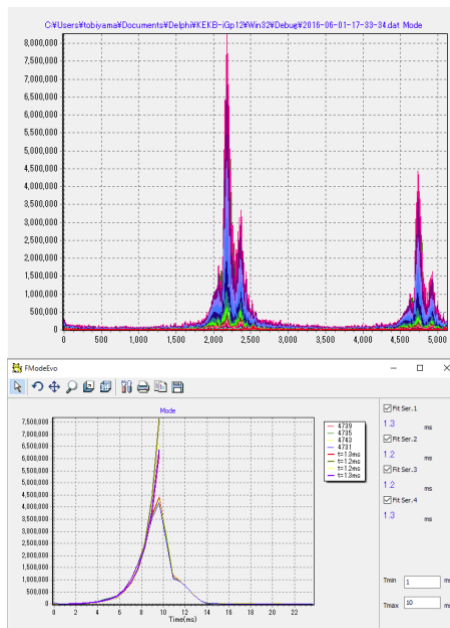 C:¥Users¥tobiyama¥Documents¥Delphi¥KEKB-iGp12¥Win32¥Debug¥2016-06-01-17-33-34.dat Mode
8,000,000
7,500,000
7,000,000
6,500,000
6,000,000
5,500,000
5,000,000
4,500,000
4,000,000
3,500,000
3,000,000
2,500,000
2,000,000
1,500,000
1,000,000
500,000
0
0 500 1,000 1,500 2,000 2,500 3,000 3,500 4,000 4,500 5,000
FModeEvo
Mode
7,500,000
7,000,000
6,500,000
6,000,000
5,500,000
5,000,000
4,500,000
4,000,000
3,500,000
3,000,000
2,500,000
2,000,000
1,500,000
1,000,000
500,000
0
0 2 4 6 8 10 12 14 16 18 20 22
Time(ms)
4739
4735
4743
4731
t=1.3ms
t=1.2ms
t=1.2ms
t=1.3ms
Fit Ser.1
1.3 ms
Fit Ser.2
1.2 ms
Fit Ser.3
1.2 ms
Fit Ser.4
1.3 ms
Tmin 1
Tmax 10